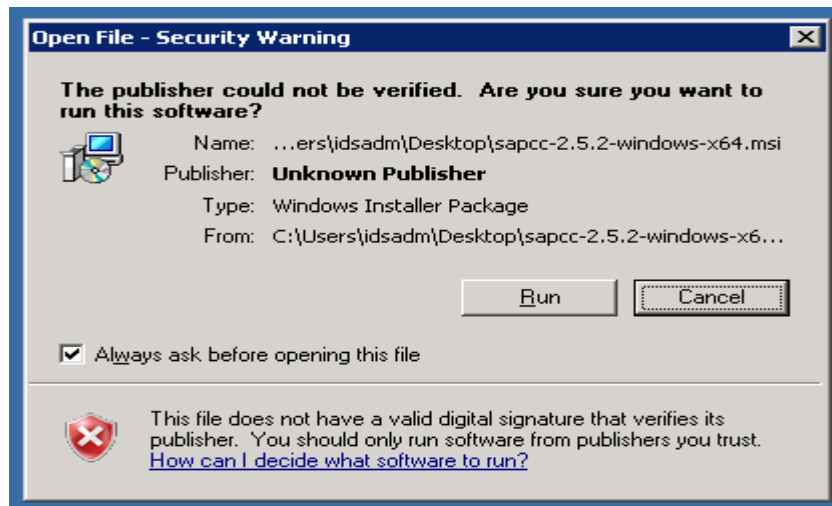 Open File - Security Warning
The publisher could not be verified. Are you sure you want to
run this software?
Name: ...ers\idsadm\Desktop\sapcc-2.5.2-windows-x64.msi
Publisher: Unknown Publisher
Type: Windows Installer Package
From: C:\Users\idsadm\Desktop\sapcc-2.5.2-windows-x6...
Run Cancel
Always ask before opening this file
This file does not have a valid digital signature that verifies its
publisher. You should only run software from publishers you trust.
How can I decide what software to run?